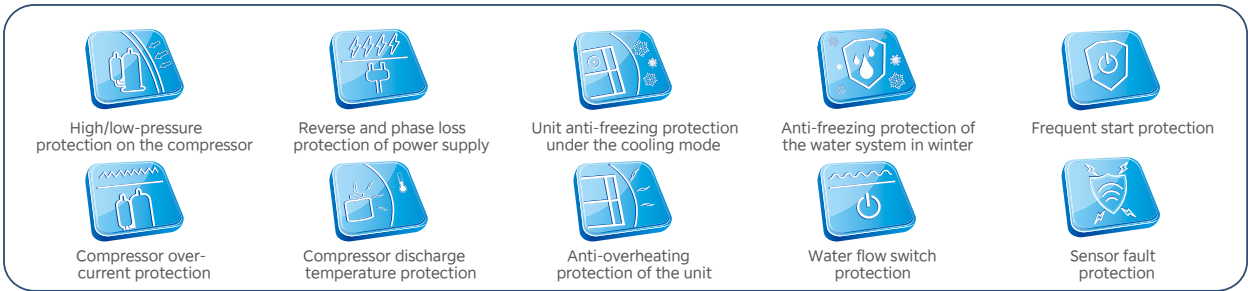 High/low-pressure
protection on the compressor
Reverse and phase loss
protection of power supply
Unit anti-freezing protection
under the cooling mode
Anti-freezing protection of
the water system in winter
Frequent start protection
Compressor over-
current protection
Compressor discharge
temperature protection
Anti-overheating
protection of the unit
Water flow switch
protection
Sensor fault
protection